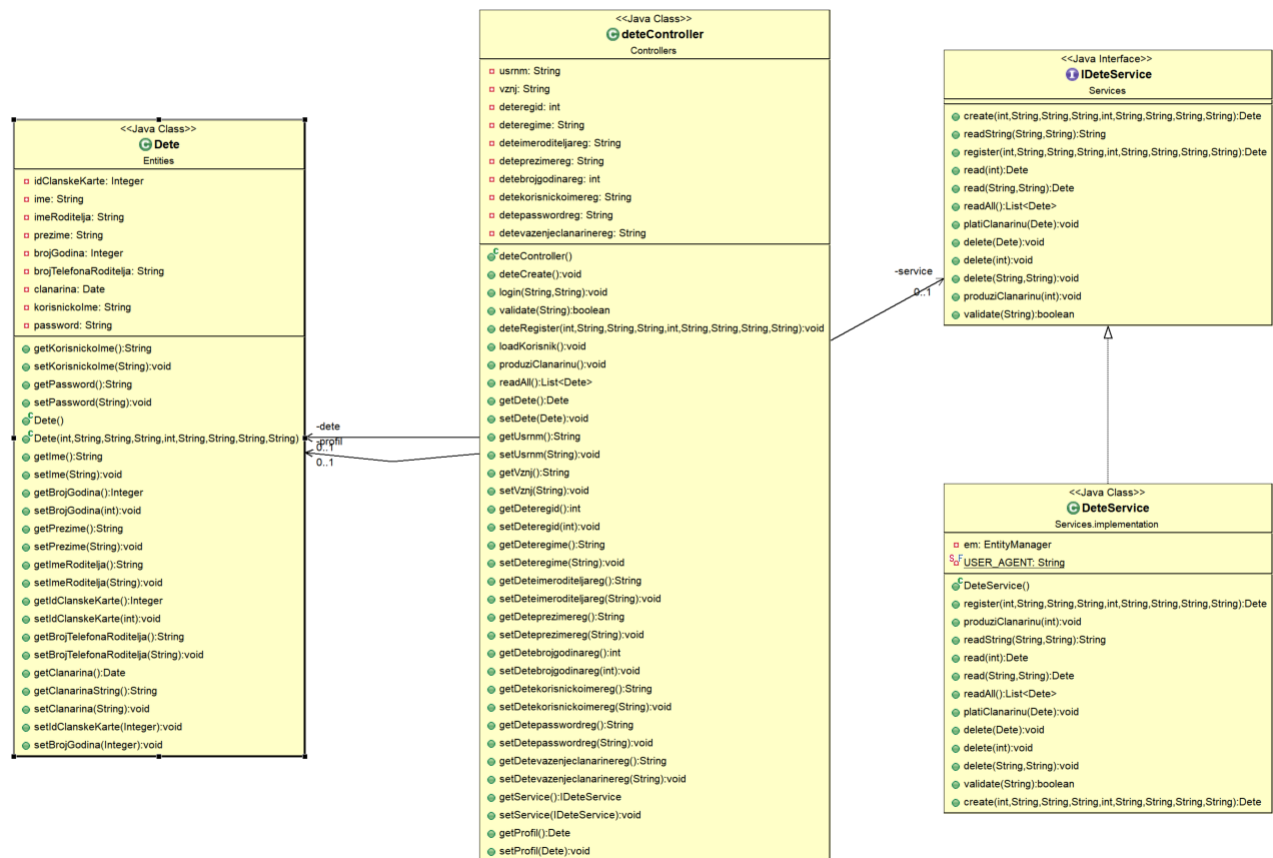 <<Java Class>>
Dete
Entities
idClanskeKarte: Integer
ime: String
imeRoditelja: String
prezime: String
brojGodina: Integer
brojTelefonaRoditelja: String
clanarina: Date
korisnickoIme: String
password: String
getKorisnickoIme():String
setKorisnickoIme(String):void
getPassword():String
setPassword(String):void
Dete()
Dete(int,String,String,String,int,String,String,String,String)
getIme():String
setIme(String):void
getBrojGodina():Integer
setBrojGodina(int):void
getPrezime():String
setPrezime(String):void
getImeRoditelja():String
setImeRoditelja(String):void
getIdClanskeKarte():Integer
setIdClanskeKarte(int):void
getBrojTelefonaRoditelja():String
setBrojTelefonaRoditelja(String):void
getClanarina():Date
getClanarinaString():String
setClanarina(String):void
setIdClanskeKarte(Integer):void
setBrojGodina(Integer):void
-dete
-profil
0..1
0..1
<<Java Class>>
deteController
Controllers
usrnm: String
vznj: String
deteregid: int
deteregime: String
deteimeroditeljareg: String
deteprezimereg: String
detebrojgodinareg: int
detekorisnickoimereg: String
detepasswordreg: String
detevazenjeclanarinereg: String
deteController()
deteCreate():void
login(String,String):void
validate(String):boolean
deteRegister(int,String,String,String,int,String,String,String,String):void
loadKorisnik():void
produziClanarinu():void
readAll():List<Dete>
getDete():Dete
setDete(Dete):void
getUsrnm():String
setUsrnm(String):void
getVznj():String
setVznj(String):void
getDeteregid():int
setDeteregid(int):void
getDeteregime():String
setDeteregime(String):void
getDeteimeroditeljareg():String
setDeteimeroditeljareg(String):void
getDeteprezimereg():String
setDeteprezimereg(String):void
getDetebrojgodinareg():int
setDetebrojgodinareg(int):void
getDetekorisnickoimereg():String
setDetekorisnickoimereg(String):void
getDetepasswordreg():String
setDetepasswordreg(String):void
getDetevazenjeclanarinereg():String
setDetevazenjeclanarinereg(String):void
getService():IDeteService
setService(IDeteService):void
getProfil():Dete
setProfil(Dete):void
-service
0..1
<<Java Interface>>
IDeteService
Services
create(int,String,String,String,int,String,String,String,String):Dete
readString(String,String):String
register(int,String,String,String,int,String,String,String,String):Dete
read(int):Dete
read(String,String):Dete
readAll():List<Dete>
platiClanarinu(Dete):void
delete(Dete):void
delete(int):void
delete(String,String):void
produziClanarinu(int):void
validate(String):boolean
<<Java Class>>
DeteService
Services.implementation
em: EntityManager
USER_AGENT: String
DeteService()
register(int,String,String,String,int,String,String,String,String):Dete
produziClanarinu(int):void
readString(String,String):String
read(int):Dete
read(String,String):Dete
readAll():List<Dete>
platiClanarinu(Dete):void
delete(Dete):void
delete(int):void
delete(String,String):void
validate(String):boolean
create(int,String,String,String,int,String,String,String,String):Dete